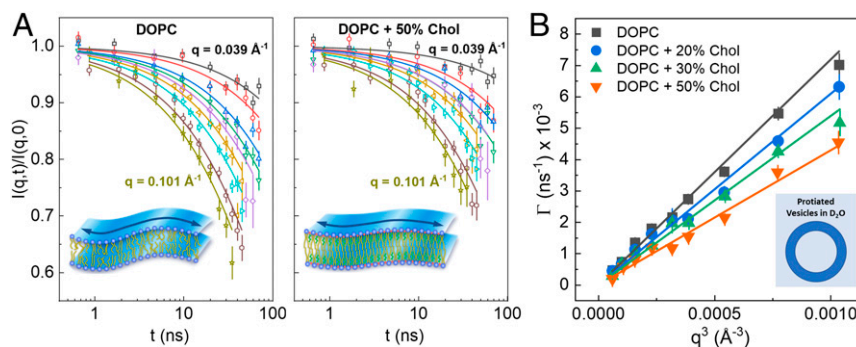 A
DOPC
q = 0.039 Å⁻¹
q = 0.101 Å⁻¹
I(q,t)/I(q,0)
1.0
0.9
0.8
0.7
0.6
1
10
100
t (ns)
DOPC + 50% Chol
q = 0.039 Å⁻¹
q = 0.101 Å⁻¹
1
10
100
t (ns)
B
DOPC
DOPC + 20% Chol
DOPC + 30% Chol
DOPC + 50% Chol
Γ (ns⁻¹) x 10⁻³
8
7
6
5
4
3
2
1
0
Protiated
Vesicles in D₂O
0.0000
0.0005
0.0010
q³ (Å⁻³)